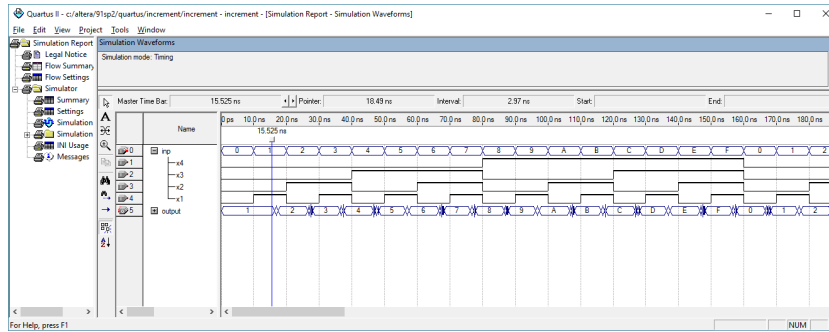 Quartus II - c:/altera/91sp2/quartus/increment/increment - increment - [Simulation Report - Simulation Waveforms]
File Edit View Project Tools Window
Simulation Report
Legal Notice
Flow Summary
Flow Settings
Simulator
Summary
Settings
Simulation
Simulation
INI Usage
Messages
Simulation Waveforms
Simulation mode: Timing
Master Time Bar: 15.525 ns Pointer: 18.49 ns Interval: 2.97 ns Start: End:
Name
0 ps 10.0 ns 20.0 ns 30.0 ns 40.0 ns 50.0 ns 60.0 ns 70.0 ns 80.0 ns 90.0 ns 100.0 ns 110.0 ns 120.0 ns 130.0 ns 140.0 ns 150.0 ns 160.0 ns 170.0 ns 180.0 ns
15.525 ns
0 inp 0 1 2 3 4 5 6 7 8 9 A B C D E F 0 1 2
1 x4
2 x3
3 x2
4 x1
5 output 1 2 3 4 5 6 7 8 9 A B C D E F 0 1 2
For Help, press F1 NUM